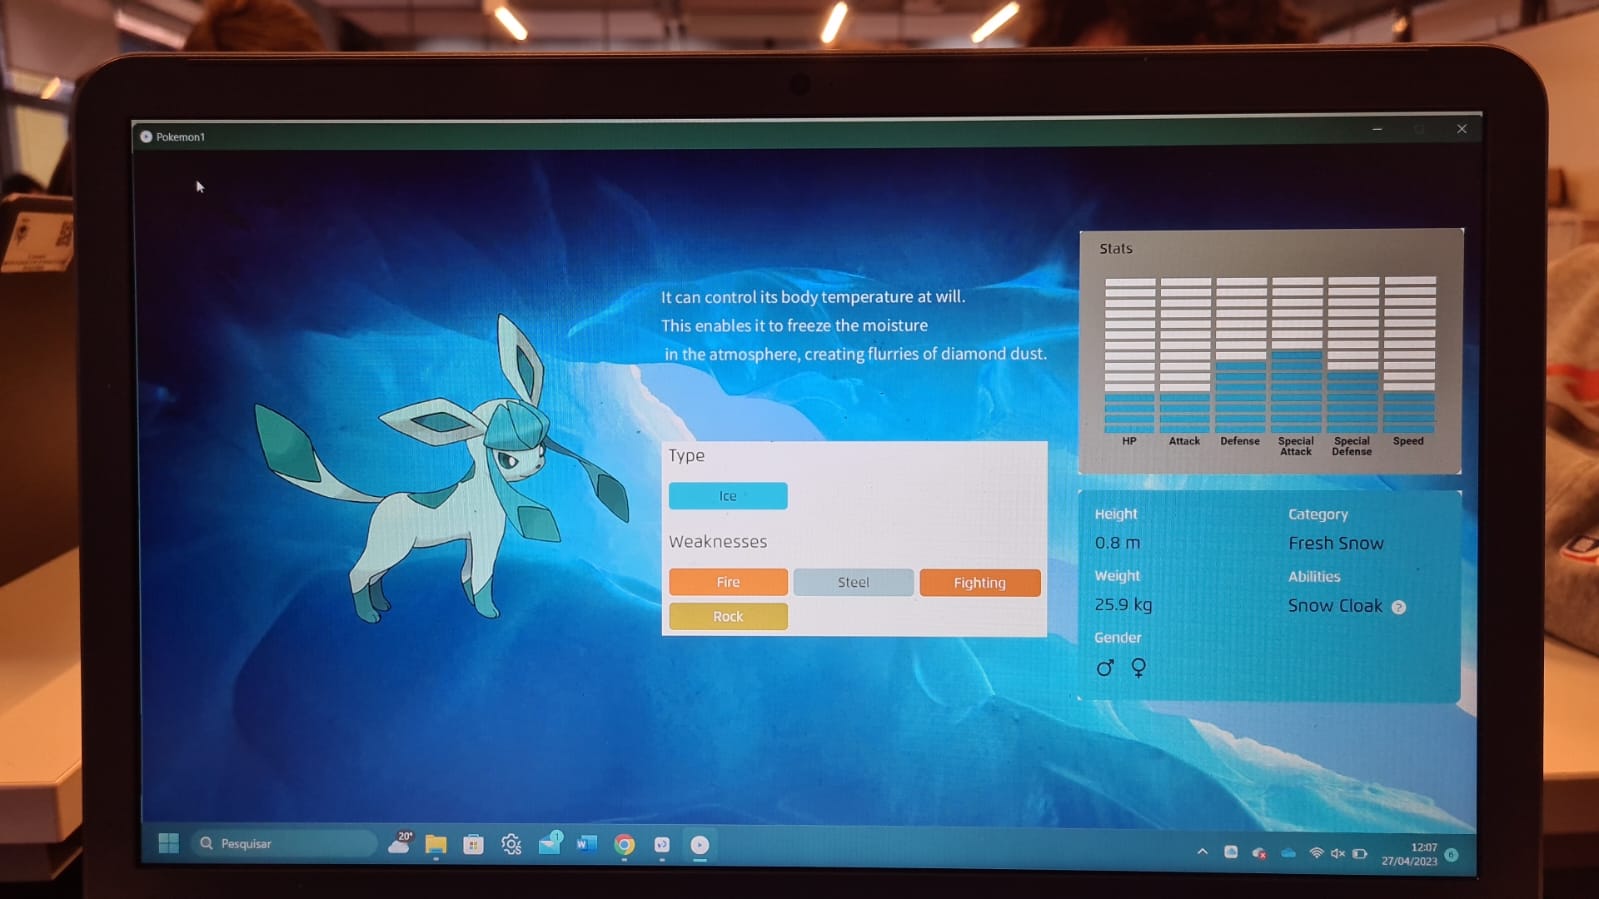 Pokemon1
It can control its body temperature at will.
This enables it to freeze the moisture
in the atmosphere, creating flurries of diamond dust.
Type
Ice
Weaknesses
Fire
Steel
Fighting
Rock
Stats
HP
Attack
Defense
Special
Attack
Special
Defense
Speed
Height
0.8 m
Category
Fresh Snow
Weight
25.9 kg
Abilities
Snow Cloak ?
Gender
Pesquisar
20°
1
W
12:07
27/04/2023
6